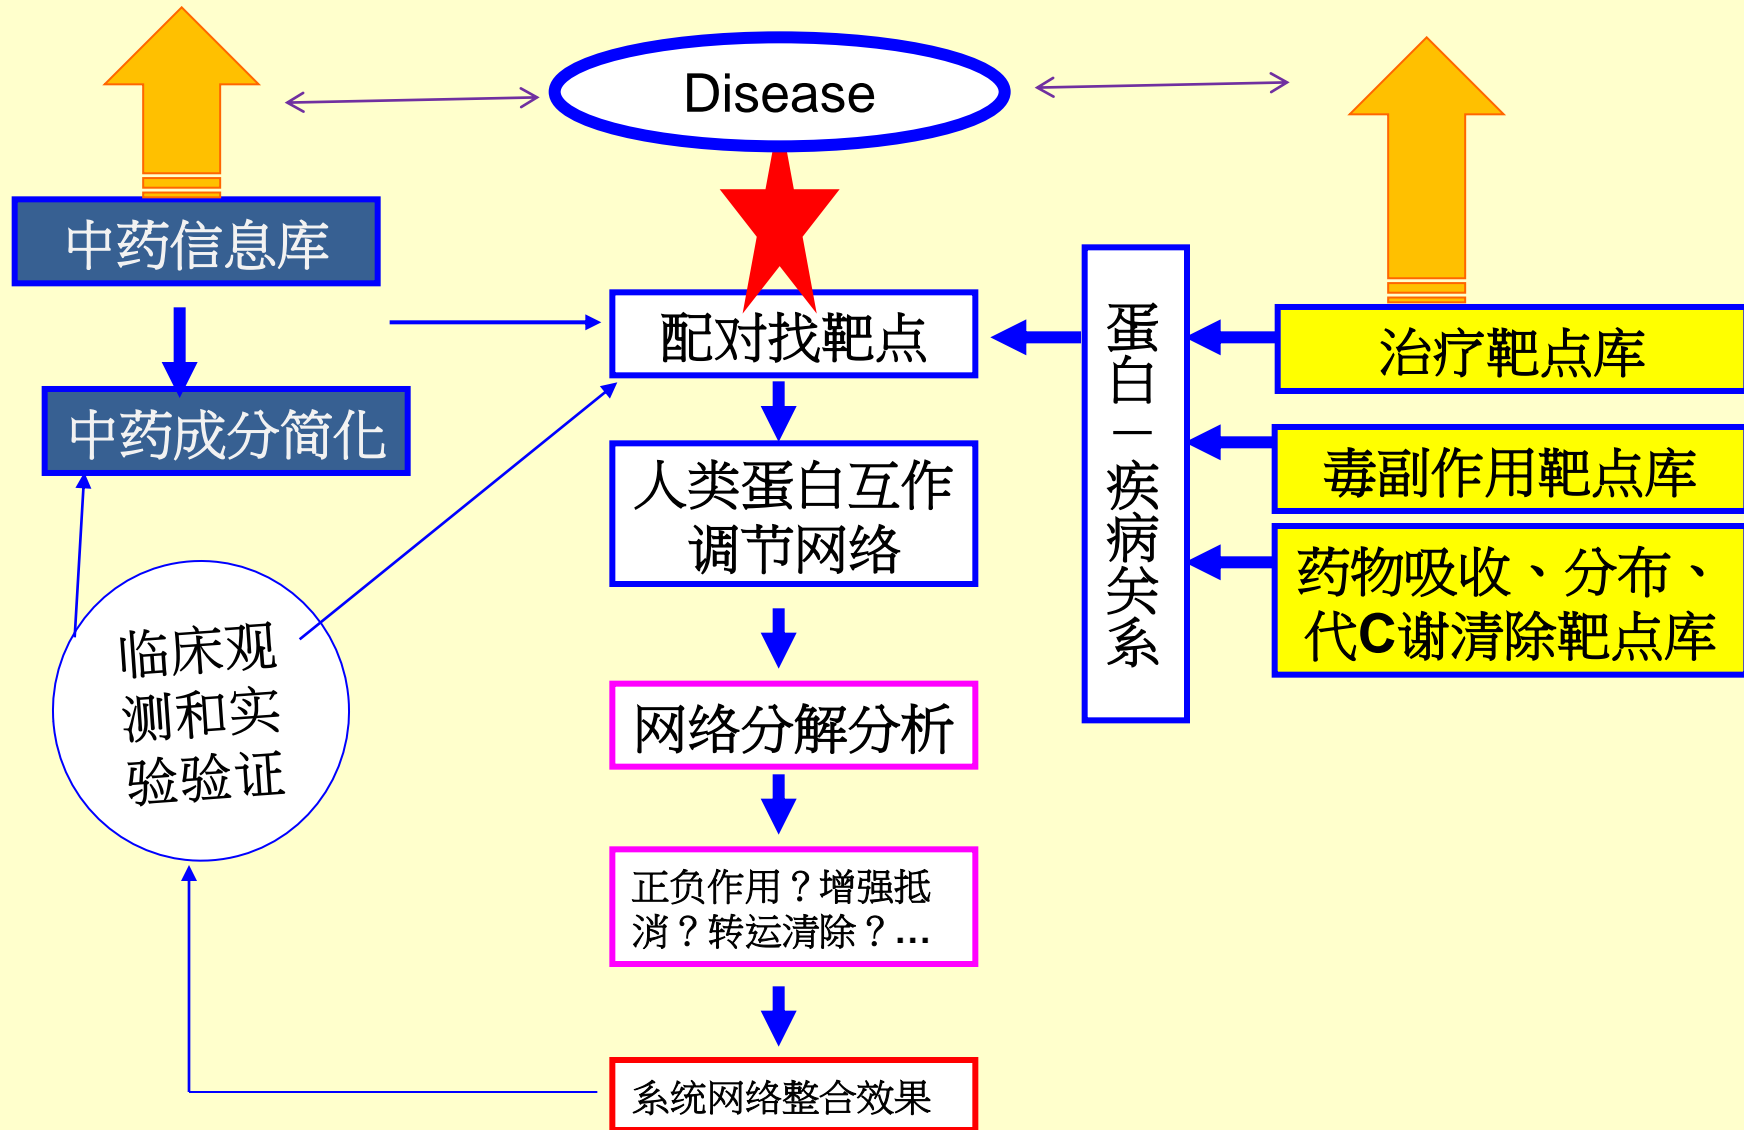 Disease
中药信息库
中药成分简化
临床观
测和实
验验证
配对找靶点
人类蛋白互作
调节网络
网络分解分析
正负作用？增强抵
消？转运清除？...
系统网络整合效果
蛋白－疾病关系
治疗靶点库
毒副作用靶点库
药物吸收、分布、
代C谢清除靶点库